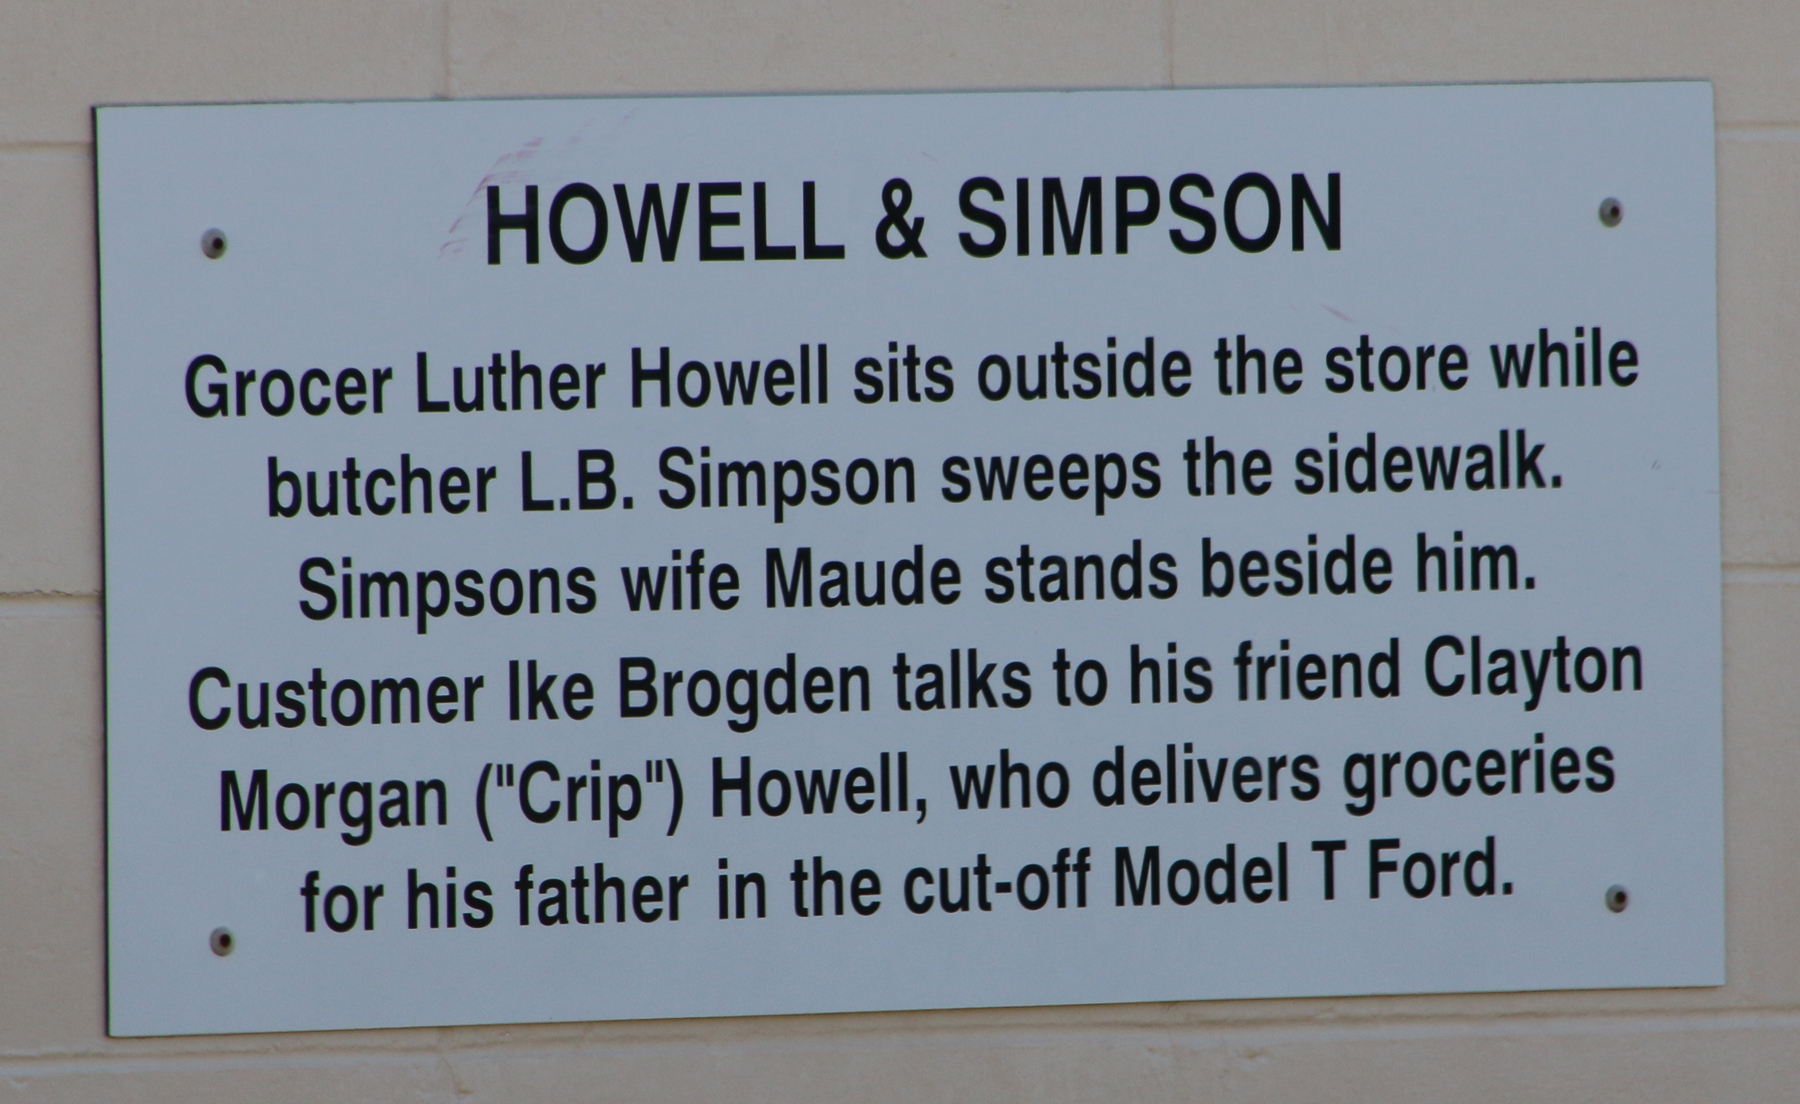 HOWELL & SIMPSON
Grocer Luther Howell sits outside the store while
butcher L.B. Simpson sweeps the sidewalk.
Simpsons wife Maude stands beside him.
Customer Ike Brogden talks to his friend Clayton
Morgan ("Crip") Howell, who delivers groceries
for his father in the cut-off Model T Ford.